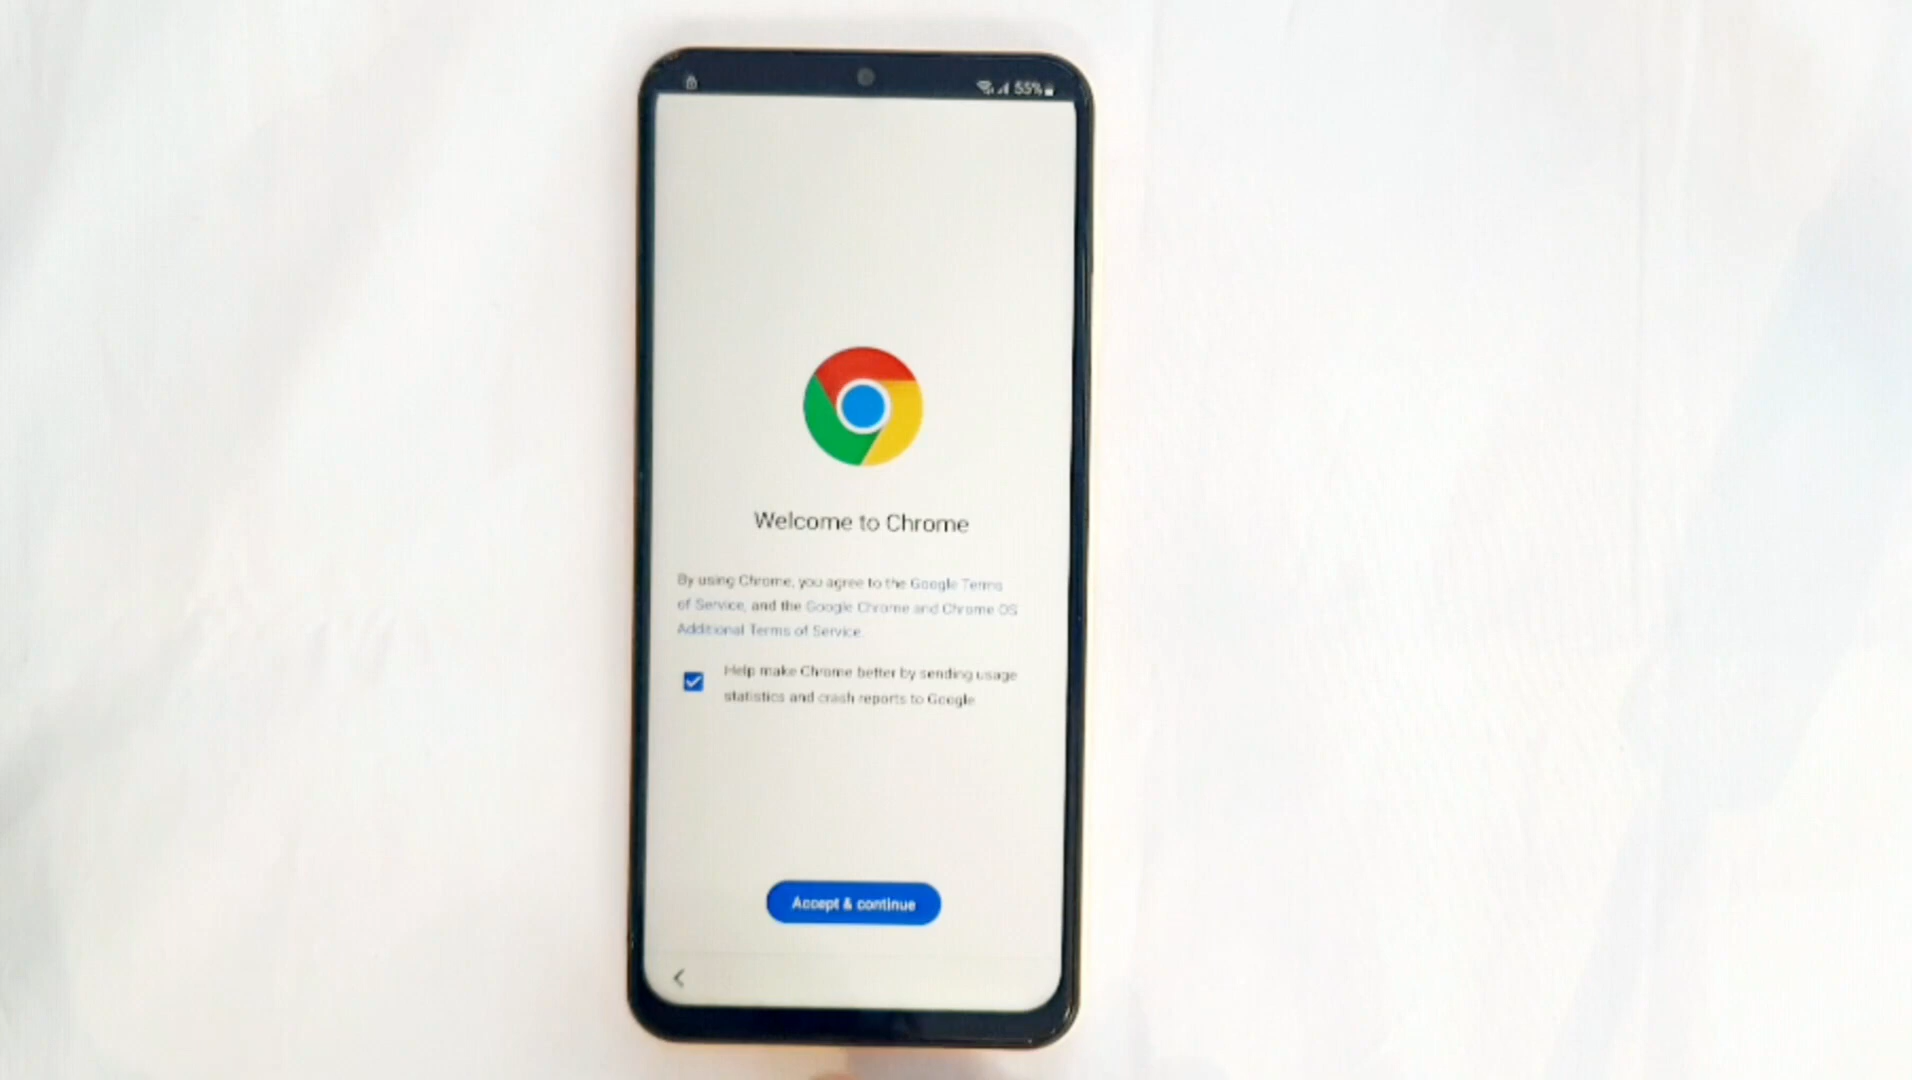 55%
Welcome to Chrome
By using Chrome, you agree to the Google Terms
of Service, and the Google Chrome and Chrome OS
Additional Terms of Service.
Help make Chrome better by sending usage
statistics and crash reports to Google
Accept & continue